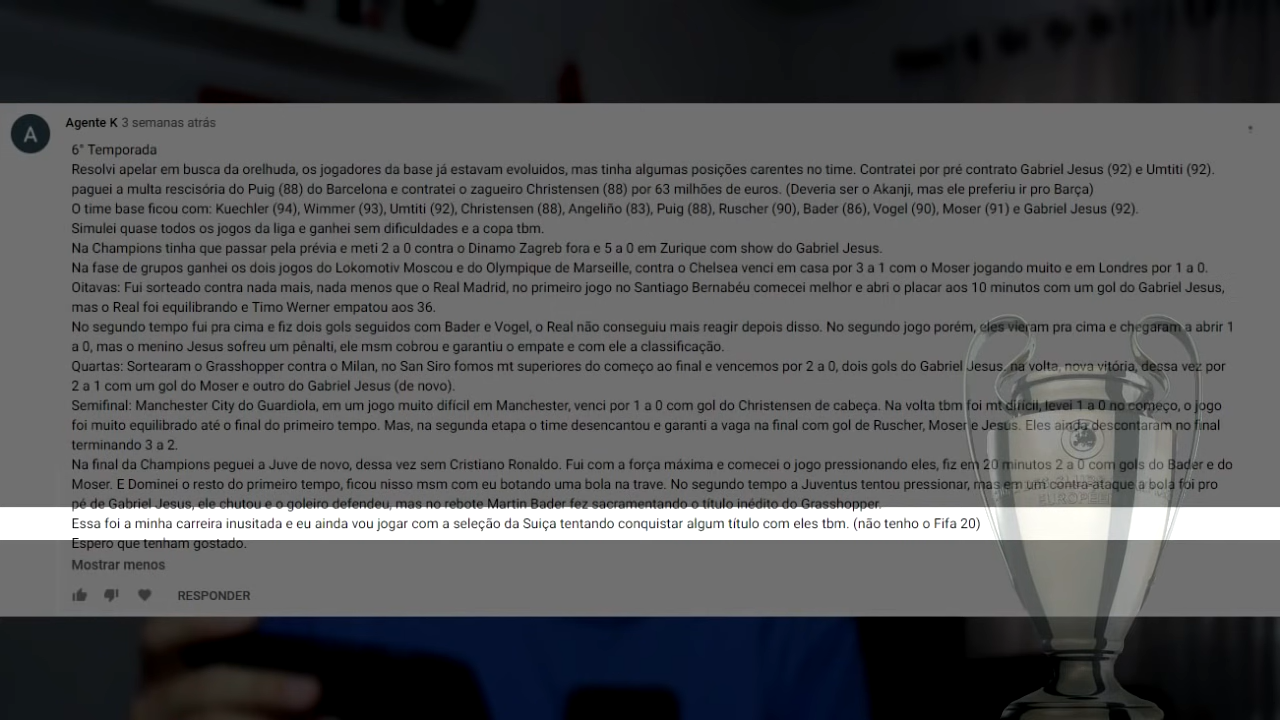 A
Agente K 3 semanas atrás
6° Temporada
Resolvi apelar em busca da orelhuda, os jogadores da base já estavam evoluidos, mas tinha algumas posições carentes no time. Contratei por pré contrato Gabriel Jesus (92) e Umtiti (92).
paguei a multa rescisória do Puig (88) do Barcelona e contratei o zagueiro Christensen (88) por 63 milhões de euros. (Deveria ser o Akanji, mas ele preferiu ir pro Barça)
O time base ficou com: Kuechler (94), Wimmer (93), Umtiti (92), Christensen (88), Angeliño (83), Puig (88), Ruscher (90), Bader (86), Vogel (90), Moser (91) e Gabriel Jesus (92).
Simulei quase todos os jogos da liga e ganhei sem dificuldades e a copa tbm.
Na Champions tinha que passar pela prévia e meti 2 a 0 contra o Dinamo Zagreb fora e 5 a 0 em Zurique com show do Gabriel Jesus.
Na fase de grupos ganhei os dois jogos do Lokomotiv Moscou e do Olympique de Marseille, contra o Chelsea venci em casa por 3 a 1 com o Moser jogando muito e em Londres por 1 a 0.
Oitavas: Fui sorteado contra nada mais, nada menos que o Real Madrid, no primeiro jogo no Santiago Bernabéu comecei melhor e abri o placar aos 10 minutos com um gol do Gabriel Jesus,
mas o Real foi equilibrando e Timo Werner empatou aos 36.
No segundo tempo fui pra cima e fiz dois gols seguidos com Bader e Vogel, o Real não conseguiu mais reagir depois disso. No segundo jogo porém, eles vieram pra cima e chegaram a abrir 1
a 0, mas o menino Jesus sofreu um pênalti, ele msm cobrou e garantiu o empate e com ele a classificação.
Quartas: Sortearam o Grasshopper contra o Milan, no San Siro fomos mt superiores do começo ao final e vencemos por 2 a 0, dois gols do Gabriel Jesus, na volta, nova vitória, dessa vez por
2 a 1 com um gol do Moser e outro do Gabriel Jesus (de novo).
Semifinal: Manchester City do Guardiola, em um jogo muito difícil em Manchester, venci por 1 a 0 com gol do Christensen de cabeça. Na volta tbm foi mt difícil, levei 1 a 0 no começo, o jogo
foi muito equilibrado até o final do primeiro tempo. Mas, na segunda etapa o time desencantou e garanti a vaga na final com gol de Ruscher, Moser e Jesus. Eles ainda descontaram no final
terminando 3 a 2.
Na final da Champions peguei a Juve de novo, dessa vez sem Cristiano Ronaldo. Fui com a força máxima e comecei o jogo pressionando eles, fiz em 20 minutos 2 a 0 com gols do Bader e do
Moser. E Dominei o resto do primeiro tempo, ficou nisso msm com eu botando uma bola na trave. No segundo tempo a Juventus tentou pressionar, mas em um contra-ataque a bola foi pro
pé de Gabriel Jesus, ele chutou e o goleiro defendeu, mas no rebote Martin Bader fez sacramentando o título inédito do Grasshopper.
Essa foi a minha carreira inusitada e eu ainda vou jogar com a seleção da Suiça tentando conquistar algum título com eles tbm. (não tenho o Fifa 20)
Espero que tenham gostado.
Mostrar menos
RESPONDER